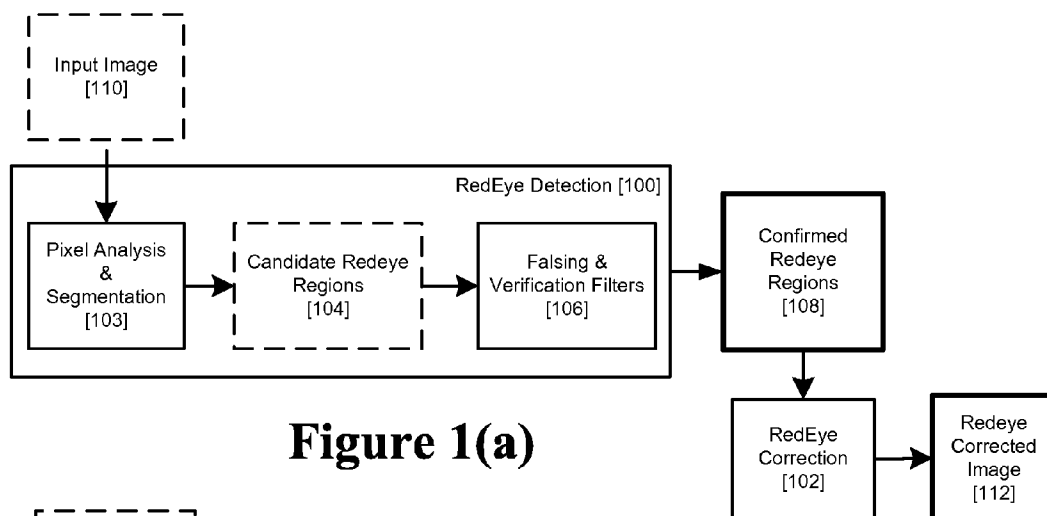 Input Image
[110]
RedEye Detection [100]
Pixel Analysis
&
Segmentation
[103]
Candidate Redeye
Regions
[104]
Falsing &
Verification Filters
[106]
Confirmed
Redeye
Regions
[108]
Figure 1(a)
RedEye
Correction
[102]
Redeye
Corrected
Image
[112]